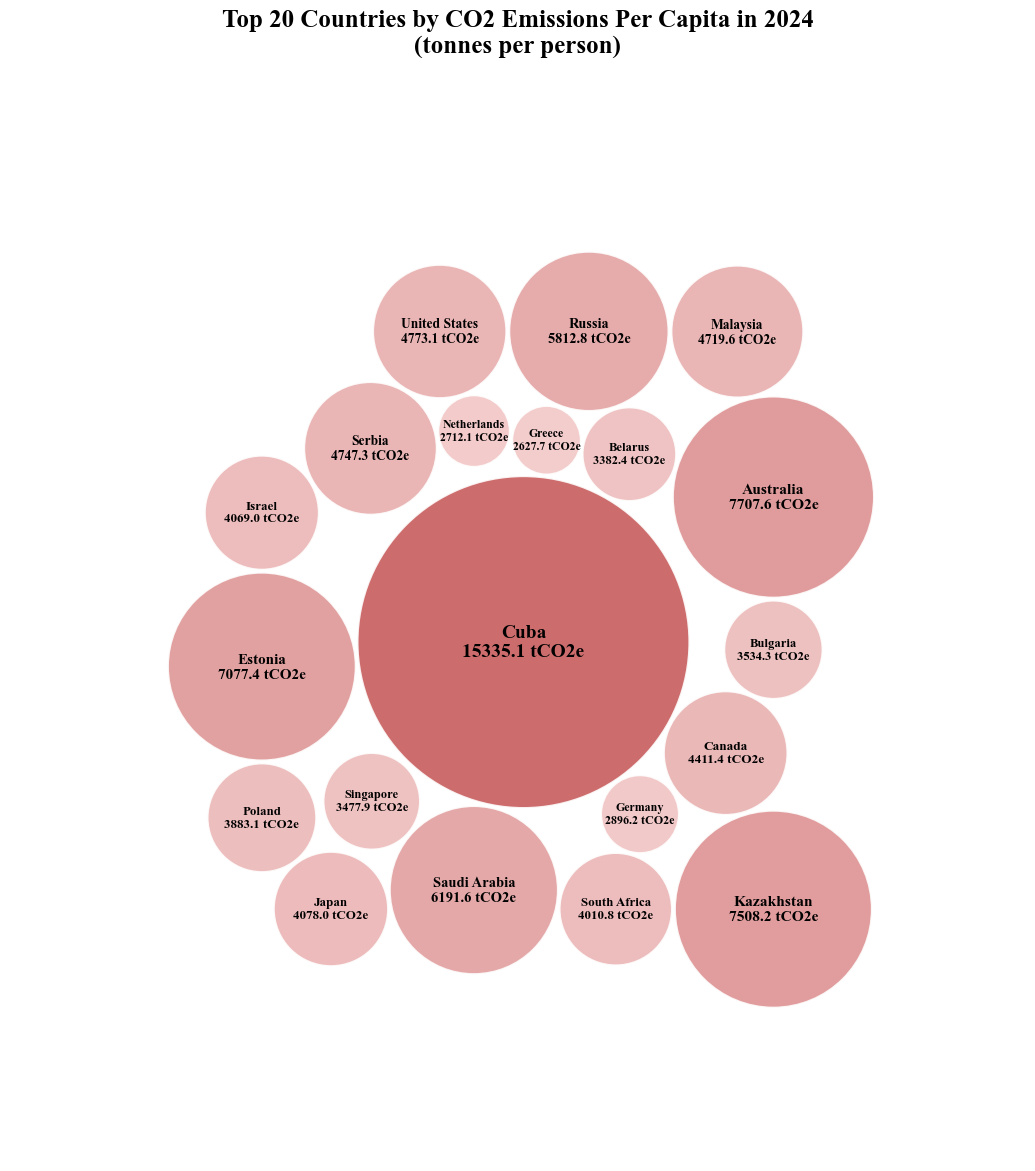 Top 20 Countries by CO2 Emissions Per Capita in 2024
(tonnes per person)
United States
4773.1 tCO2e
Russia
5812.8 tCO2e
Malaysia
4719.6 tCO2e
Serbia
4747.3 tCO2e
Netherlands
2712.1 tCO2e
Greece
2627.7 tCO2e
Belarus
3382.4 tCO2e
Australia
7707.6 tCO2e
Israel
4069.0 tCO2e
Cuba
15335.1 tCO2e
Estonia
7077.4 tCO2e
Bulgaria
3534.3 tCO2e
Canada
4411.4 tCO2e
Singapore
3477.9 tCO2e
Poland
3883.1 tCO2e
Germany
2896.2 tCO2e
Saudi Arabia
6191.6 tCO2e
Japan
4078.0 tCO2e
South Africa
4010.8 tCO2e
Kazakhstan
7508.2 tCO2e